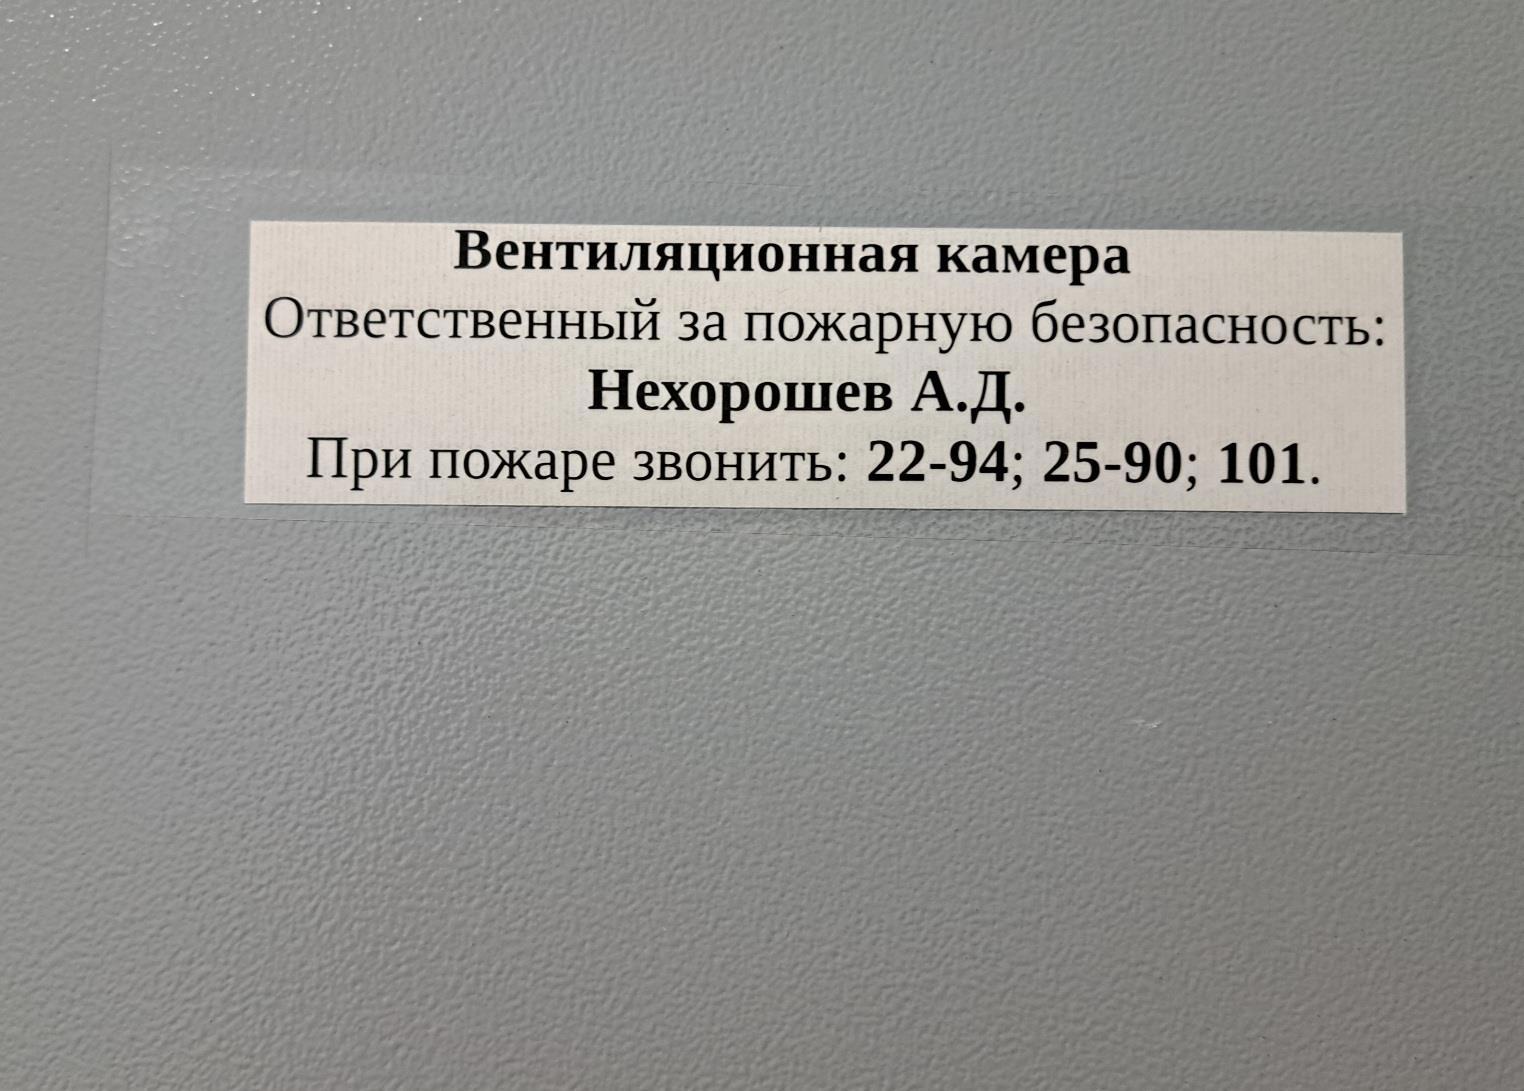 Вентиляционная камера
Ответственный за пожарную безопасность:
Нехорошев А.Д.
При пожаре звонить: 22-94; 25-90; 101.